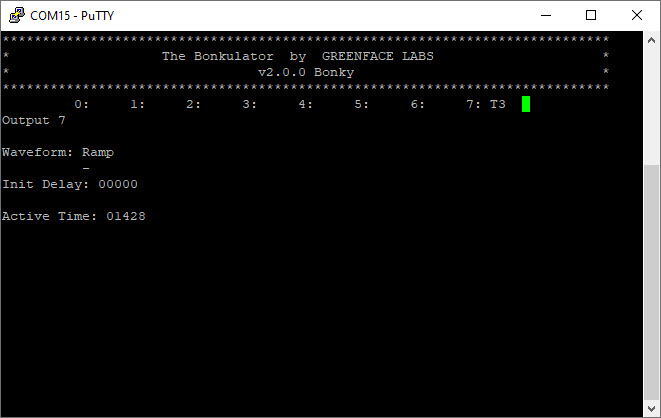 COM15 - PuTTY
****************************************************************************
* The Bonkulator by GREENFACE LABS *
* v2.0.0 Bonky *
****************************************************************************
0: 1: 2: 3: 4: 5: 6: 7: T3
Output 7
Waveform: Ramp
–
Init Delay: 00000
Active Time: 01428